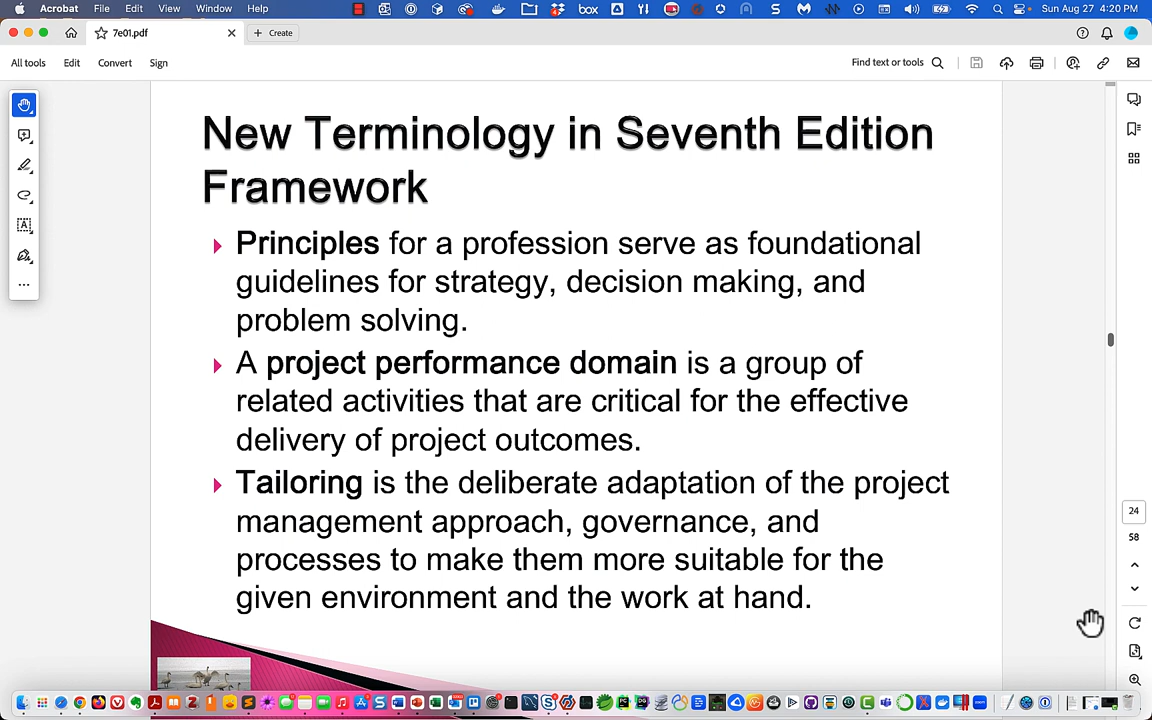 Acrobat File Edit View Window Help box Sun Aug 27 4:20 PM
7e01.pdf + Create
All tools Edit Convert Sign Find text or tools
New Terminology in Seventh Edition
Framework
Principles for a profession serve as foundational
guidelines for strategy, decision making, and
problem solving.
A project performance domain is a group of
related activities that are critical for the effective
delivery of project outcomes.
Tailoring is the deliberate adaptation of the project
management approach, governance, and
processes to make them more suitable for the
given environment and the work at hand.
24
58